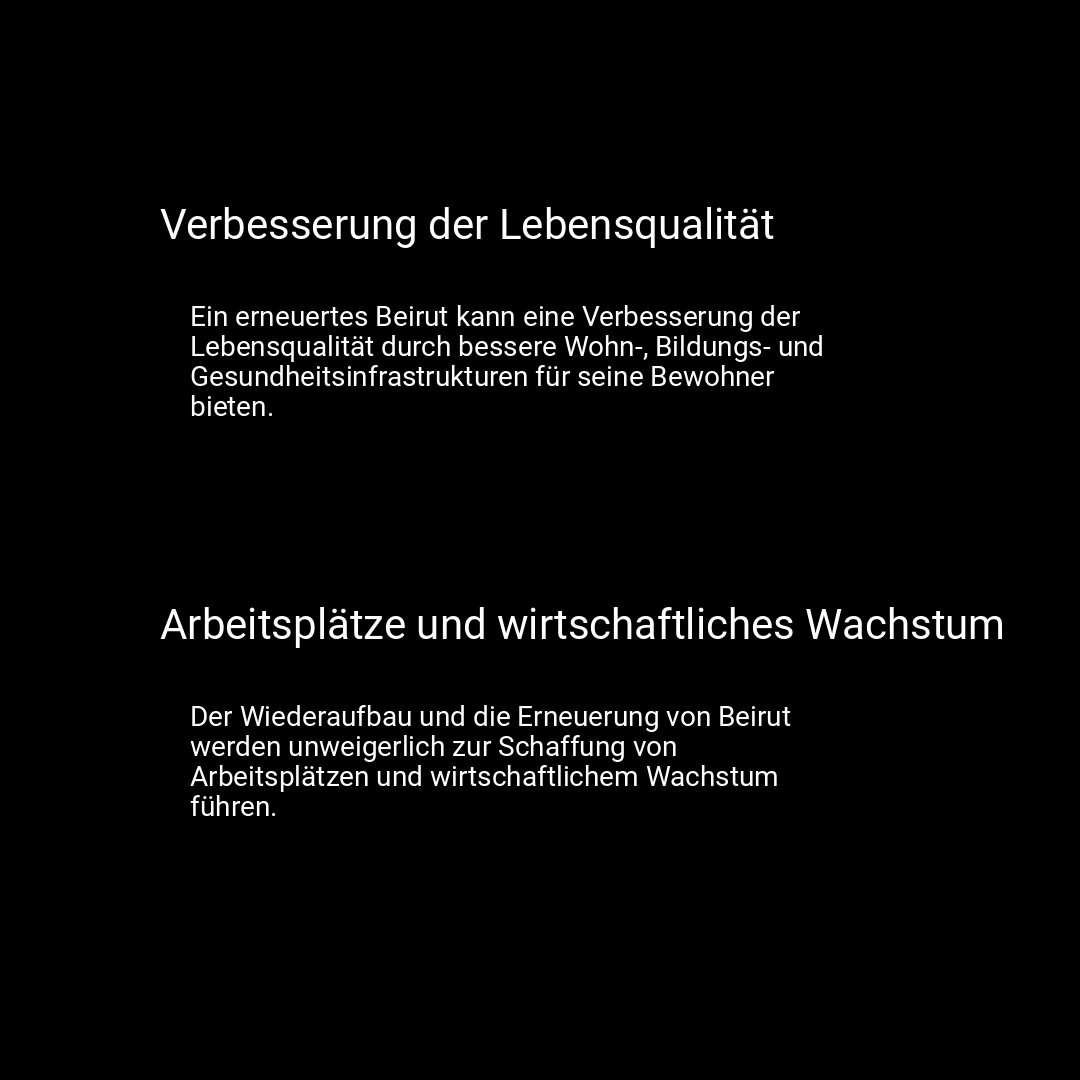 Verbesserung der Lebensqualität
Ein erneuertes Beirut kann eine Verbesserung der
Lebensqualität durch bessere Wohn-, Bildungs- und
Gesundheitsinfrastrukturen für seine Bewohner
bieten.
Arbeitsplätze und wirtschaftliches Wachstum
Der Wiederaufbau und die Erneuerung von Beirut
werden unweigerlich zur Schaffung von
Arbeitsplätzen und wirtschaftlichem Wachstum
führen.